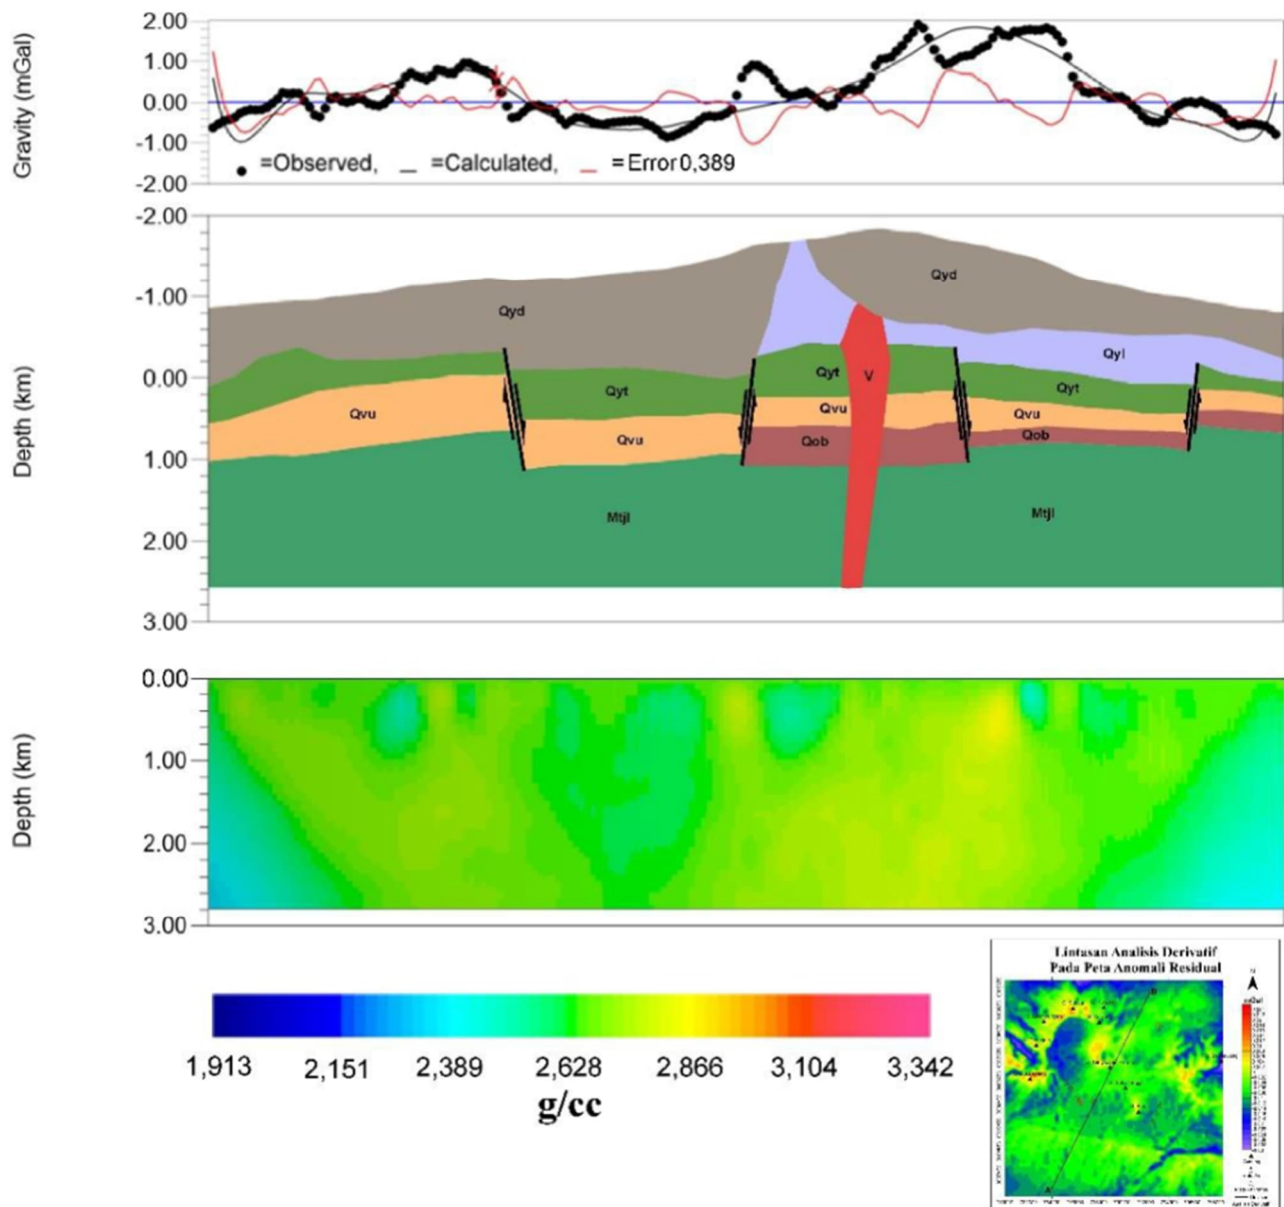 Gravity (mGal)
2.00
1.00
0.00
-1.00
-2.00
=Observed, =Calculated, =Error 0,389
Depth (km)
-2.00
-1.00
0.00
1.00
2.00
3.00
Qyd
Qyd
Qyl
Qyt
Qyt
Qyt
V
Qvu
Qvu
Qvu
Qvu
Qob
Qob
Mtjl
Mtjl
Depth (km)
0.00
1.00
2.00
3.00
1,913 2,151 2,389 2,628 2,866 3,104 3,342
g/cc
Lintasan Analisis Derivatif
Pada Peta Anomali Residual
N
mGal